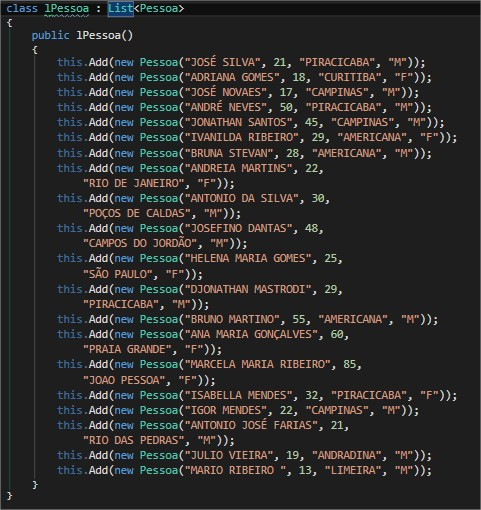 class lPessoa : List<Pessoa>
{
public lPessoa()
{
this.Add(new Pessoa("JOSÉ SILVA", 21, "PIRACICABA", "M"));
this.Add(new Pessoa("ADRIANA GOMES", 18, "CURITIBA", "F"));
this.Add(new Pessoa("JOSÉ NOVAES", 17, "CAMPINAS", "M"));
this.Add(new Pessoa("ANDRÉ NEVES", 50, "PIRACICABA", "M"));
this.Add(new Pessoa("JONATHAN SANTOS", 45, "CAMPINAS", "M"));
this.Add(new Pessoa("IVANILDA RIBEIRO", 29, "AMERICANA", "F"));
this.Add(new Pessoa("BRUNA STEVAN", 28, "AMERICANA", "M"));
this.Add(new Pessoa("ANDREIA MARTINS", 22,
"RIO DE JANEIRO", "F"));
this.Add(new Pessoa("ANTONIO DA SILVA", 30,
"POÇOS DE CALDAS", "M"));
this.Add(new Pessoa("JOSEFINO DANTAS", 48,
"CAMPOS DO JORDÃO", "M"));
this.Add(new Pessoa("HELENA MARIA GOMES", 25,
"SÃO PAULO", "F"));
this.Add(new Pessoa("DJONATHAN MASTRODI", 29,
"PIRACICABA", "M"));
this.Add(new Pessoa("BRUNO MARTINO", 55, "AMERICANA", "M"));
this.Add(new Pessoa("ANA MARIA GONÇALVES", 60,
"PRAIA GRANDE", "F"));
this.Add(new Pessoa("MARCELA MARIA RIBEIRO", 85,
"JOAO PESSOA", "F"));
this.Add(new Pessoa("ISABELLA MENDES", 32, "PIRACICABA", "F"));
this.Add(new Pessoa("IGOR MENDES", 22, "CAMPINAS", "M"));
this.Add(new Pessoa("ANTONIO JOSÉ FARIAS", 21,
"RIO DAS PEDRAS", "M"));
this.Add(new Pessoa("JULIO VIEIRA", 19, "ANDRADINA", "M"));
this.Add(new Pessoa("MARIO RIBEIRO ", 13, "LIMEIRA", "M"));
}
}